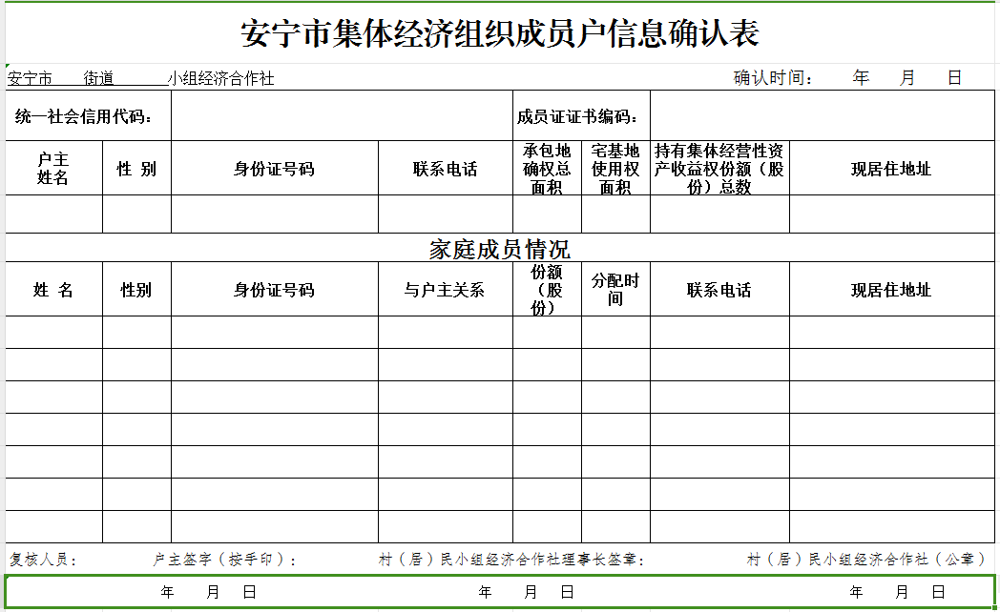 安宁市集体经济组织成员户信息确认表
安宁市 街道 小组经济合作社 确认时间： 年 月 日
统一社会信用代码： 成员证证书编码：
户主
姓名
性 别
身份证号码
联系电话
承包地
确权总
面积
宅基地
使用权
面积
持有集体经营性资
产收益权份额（股
份）总数
现居住地址
家庭成员情况
姓 名
性别
身份证号码
与户主关系
份额
（股
份）
分配时
间
联系电话
现居住地址
复核人员： 户主签字（按手印）： 村（居）民小组经济合作社理事长签章： 村（居）民小组经济合作社（公章）
年 月 日 年 月 日 年 月 日